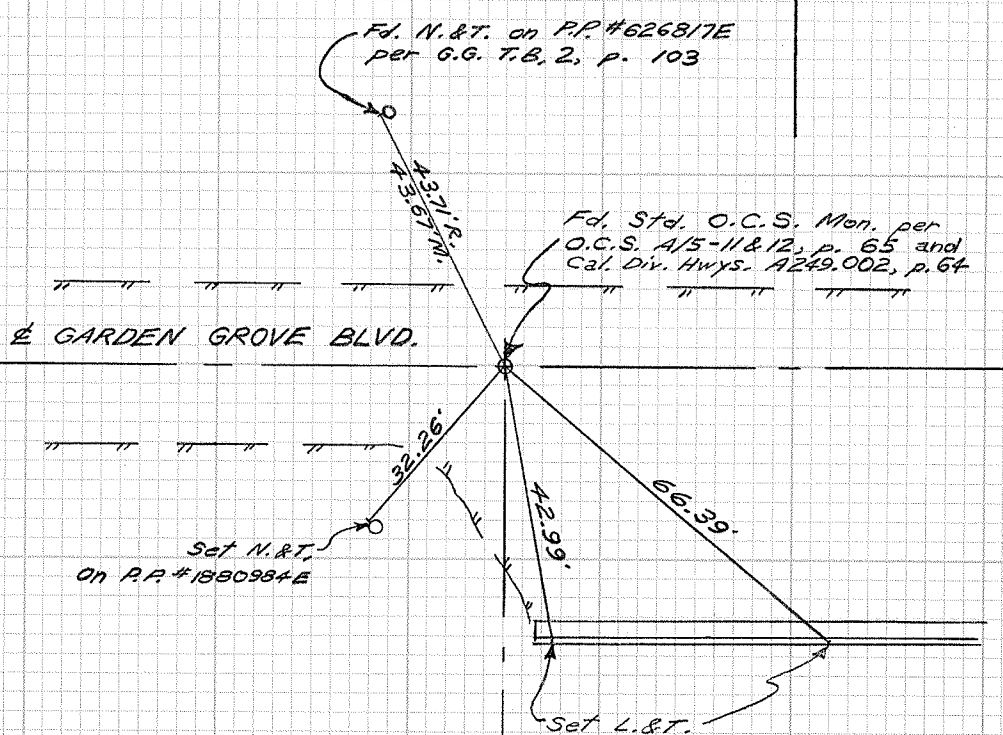 Fd. N.&T. on P.P. #626817E
per G.G. T.B. 2, p. 103
43.71' R.
43.67' M.
Fd. Std. O.C.S. Mon. per
O.C.S. A/5-11&12, p. 65 and
Cal. Div. Hwys. A249.002, p. 64
℄ GARDEN GROVE BLVD.
32.26'
42.99'
66.39'
Set N.&T.
on P.P. #1880984E
Set L.&T.